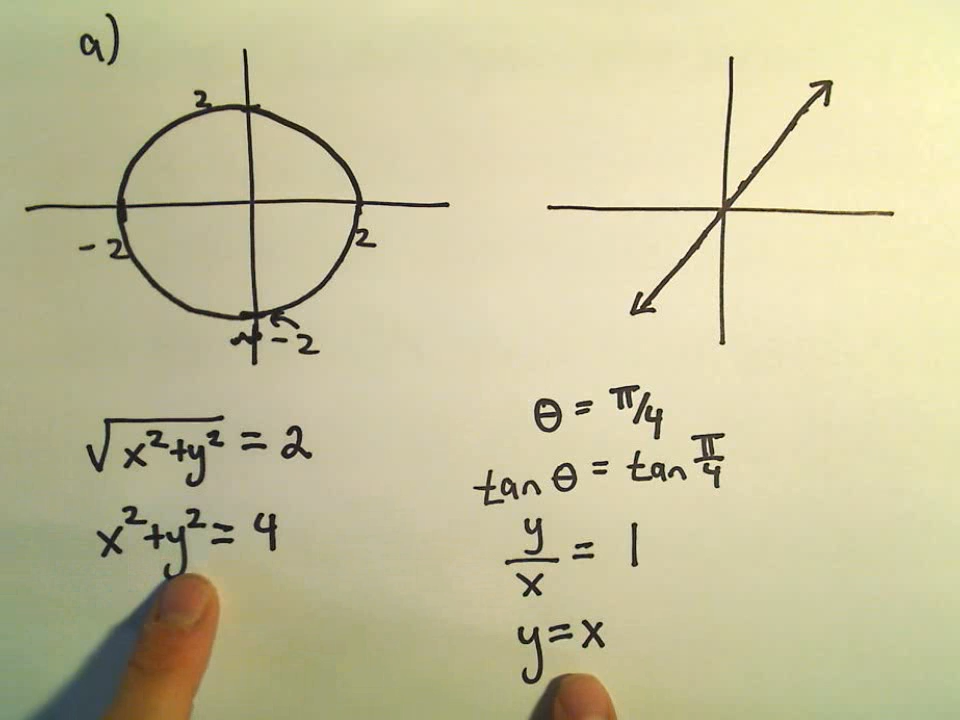 a)
2
-2
2
-2
√(x²+y²) = 2
x²+y² = 4
θ = π/4
tan θ = tan π/4
y/x = 1
y=x